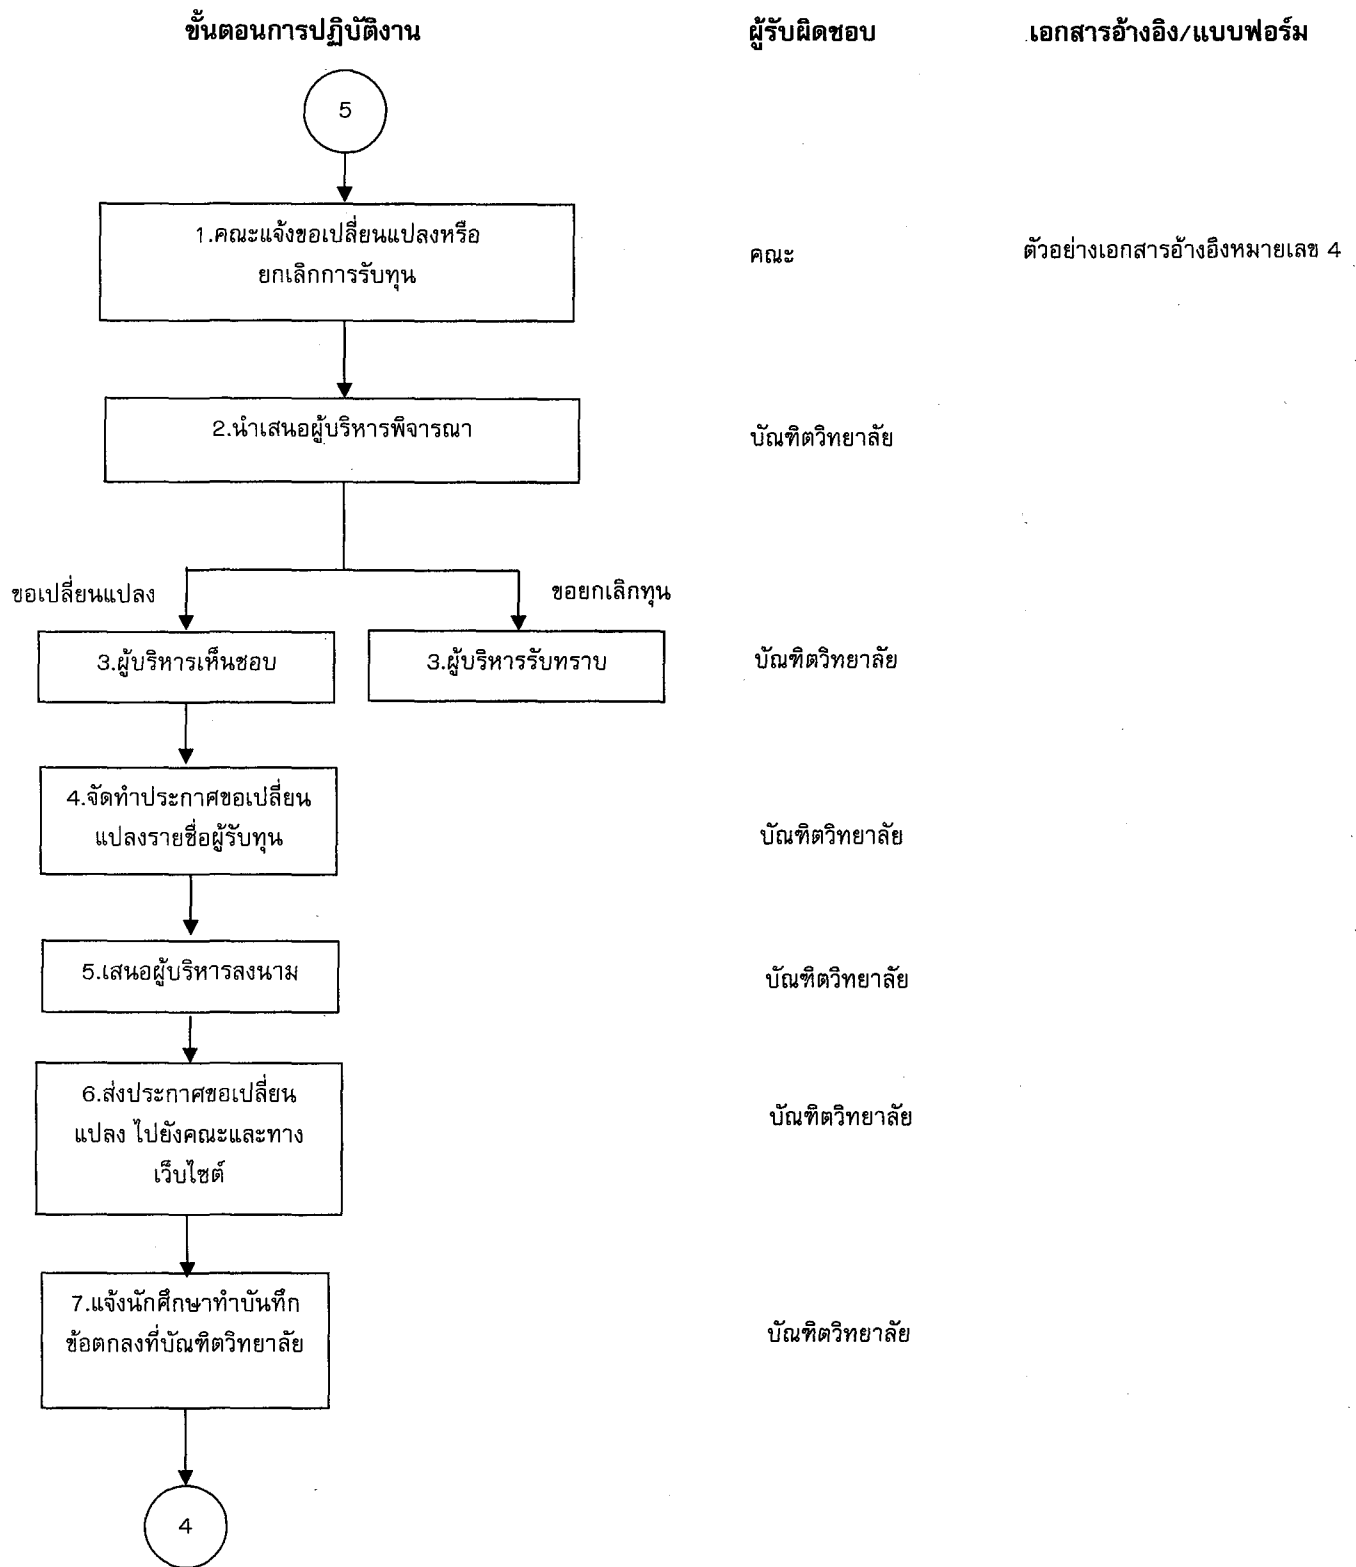 ขั้นตอนการปฏิบัติงาน ผู้รับผิดชอบ เอกสารอ้างอิง/แบบฟอร์ม
5
1.คณะแจ้งขอเปลี่ยนแปลงหรือ
ยกเลิกการรับทุน
คณะ ตัวอย่างเอกสารอ้างอิงหมายเลข 4
2.นำเสนอผู้บริหารพิจารณา บัณฑิตวิทยาลัย
ขอเปลี่ยนแปลง ขอยกเลิกทุน
3.ผู้บริหารเห็นชอบ 3.ผู้บริหารรับทราบ บัณฑิตวิทยาลัย
4.จัดทำประกาศขอเปลี่ยน
แปลงรายชื่อผู้รับทุน บัณฑิตวิทยาลัย
5.เสนอผู้บริหารลงนาม บัณฑิตวิทยาลัย
6.ส่งประกาศขอเปลี่ยน
แปลง ไปยังคณะและทาง บัณฑิตวิทยาลัย
เว็บไซต์
7.แจ้งนักศึกษาทำบันทึก
ข้อตกลงที่บัณฑิตวิทยาลัย บัณฑิตวิทยาลัย
4